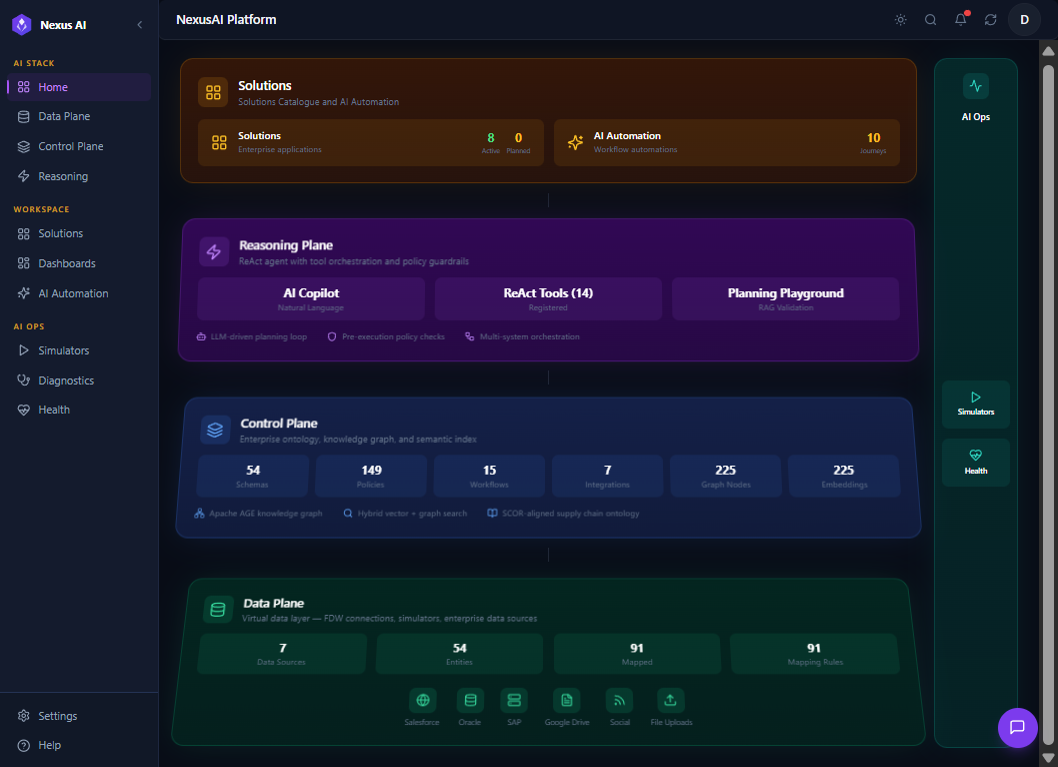 Nexus AI
AI STACK
Home
Data Plane
Control Plane
Reasoning
WORKSPACE
Solutions
Dashboards
AI Automation
AI OPS
Simulators
Diagnostics
Health
Settings
Help
NexusAI Platform
D
Solutions
Solutions Catalogue and AI Automation
Solutions
Enterprise applications
8
Active
0
Planned
AI Automation
Workflow automations
10
Journeys
Reasoning Plane
ReAct agent with tool orchestration and policy guardrails
AI Copilot
Natural Language
ReAct Tools (14)
Registered
Planning Playground
RAG Validation
LLM-driven planning loop
Pre-execution policy checks
Multi-system orchestration
Control Plane
Enterprise ontology, knowledge graph, and semantic index
54
Schemas
149
Policies
15
Workflows
7
Integrations
225
Graph Nodes
225
Embeddings
Apache AGE knowledge graph
Hybrid vector + graph search
SCOR-aligned supply chain ontology
Data Plane
Virtual data layer — FDW connections, simulators, enterprise data sources
7
Data Sources
54
Entities
91
Mapped
91
Mapping Rules
Salesforce
Oracle
SAP
Google Drive
Social
File Uploads
AI Ops
Simulators
Health